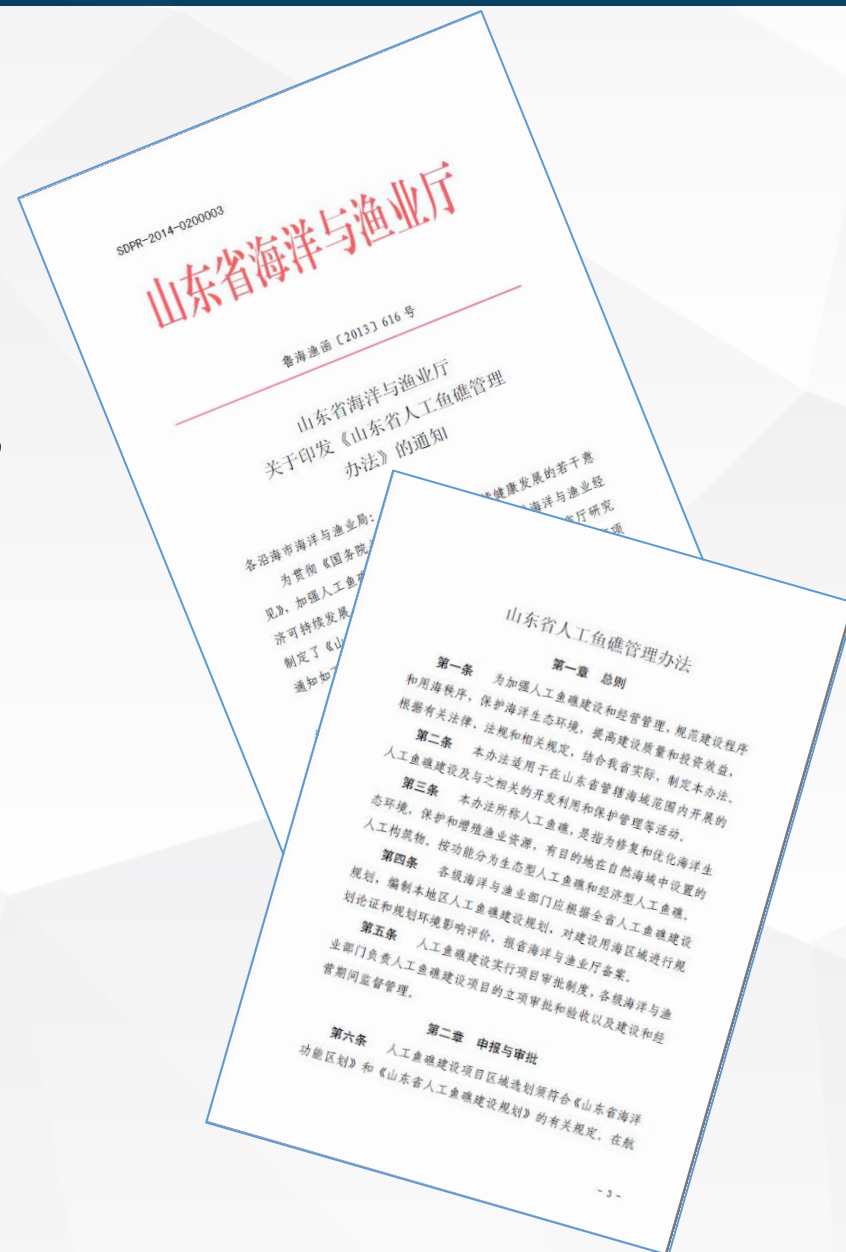 SDPR-2014-0200003
山东省海洋与渔业厅
鲁海渔函〔2013〕616 号
山东省海洋与渔业厅
关于印发《山东省人工鱼礁管理
办法》的通知
各沿海市海洋与渔业局:
为贯彻《国务院
续健康发展的若干意
见》,加强人工鱼
海洋与渔业经
济可持续发展
省厅研究
制定了《山
通知如
山东省人工鱼礁管理办法
第一章 总则
第一条 为加强人工鱼礁建设和经营管理,规范建设程序
和用海秩序,保护海洋生态环境,提高建设质量和投资效益,
根据有关法律、法规和相关规定,结合我省实际,制定本办法。
第二条 本办法适用于在山东省管辖海域范围内开展的
人工鱼礁建设及与之相关的开发利用和保护管理等活动。
第三条 本办法所称人工鱼礁,是指为修复和优化海洋生
态环境,保护和增殖渔业资源,有目的地在自然海域中设置的
人工构筑物。按功能分为生态型人工鱼礁和经济型人工鱼礁。
第四条 各级海洋与渔业部门应根据全省人工鱼礁建设
规划,编制本地区人工鱼礁建设规划,对建设用海区域进行规
划论证和规划环境影响评价,报省海洋与渔业厅备案。
第五条 人工鱼礁建设实行项目审批制度,各级海洋与渔
业部门负责人工鱼礁建设项目的立项审批和验收以及建设和经
营期间监督管理。
第二章 申报与审批
第六条 人工鱼礁建设项目区域选划须符合《山东省海洋
功能区划》和《山东省人工鱼礁建设规划》的有关规定。在航
- 3 -